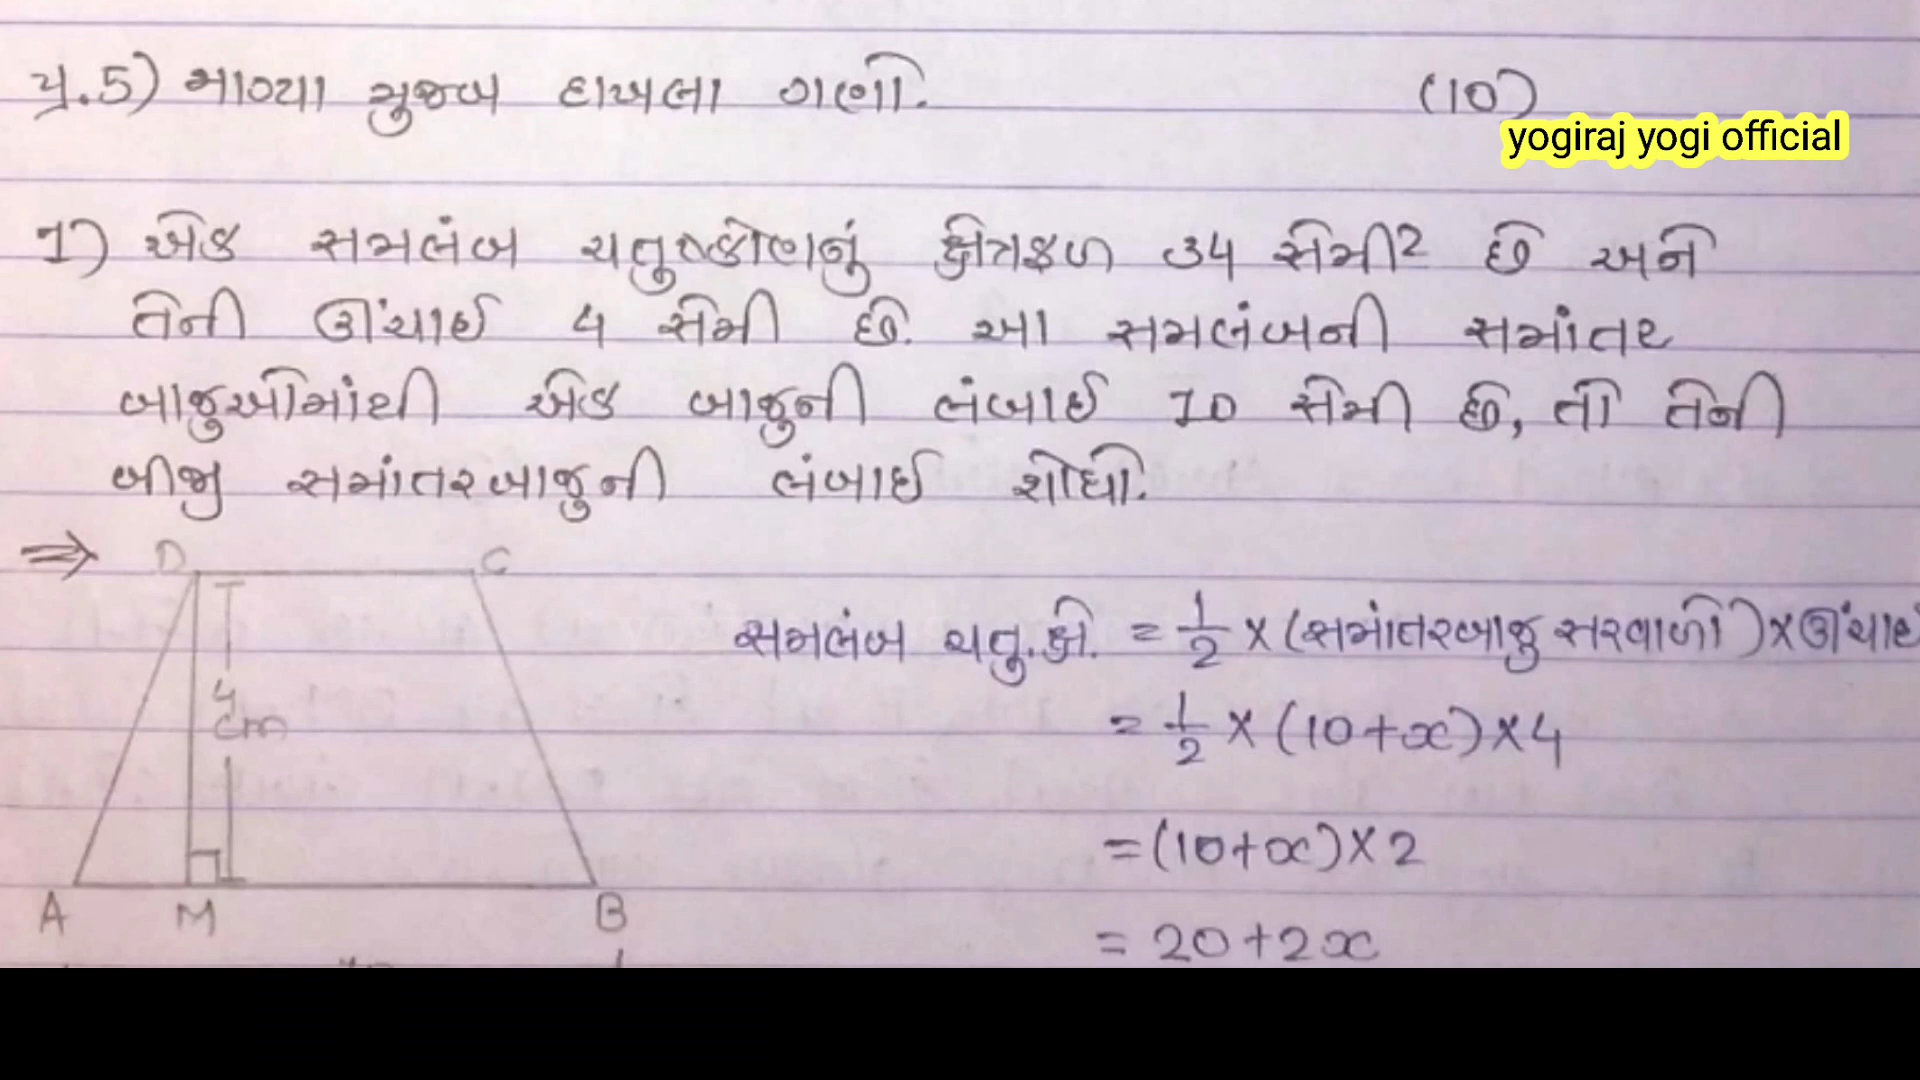 પ્ર.5) માગ્યા મુજબ દાખલા ગણો. (10)
yogiraj yogi official
1) એક સમલંબ ચતુષ્કોણનું ક્ષેત્રફળ 34 સેમી² છે અને
તેની ઊંચાઈ 4 સેમી છે. આ સમલંબની સમાંતર
બાજુઓમાંથી એક બાજુની લંબાઈ 10 સેમી છે, તો તેની
બીજી સમાંતરબાજુની લંબાઈ શોધો.
⇒ D C
સમલંબ ચતુ.ક્ષે. = 1/2 × (સમાંતરબાજુ સરવાળો) × ઊંચાઈ
4 cm
= 1/2 × (10+x) × 4
= (10+x) × 2
A M B
= 20+2x